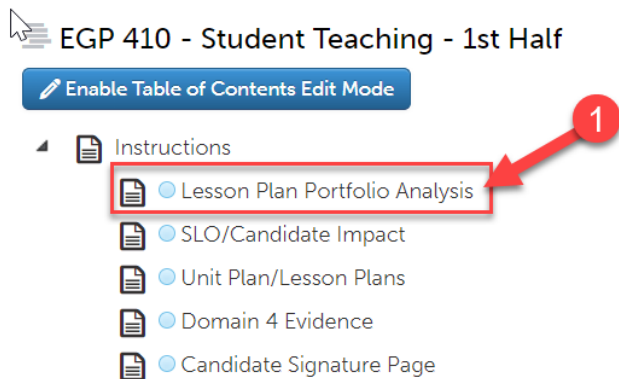 EGP 410 - Student Teaching - 1st Half
Enable Table of Contents Edit Mode
1
Instructions
Lesson Plan Portfolio Analysis
SLO/Candidate Impact
Unit Plan/Lesson Plans
Domain 4 Evidence
Candidate Signature Page